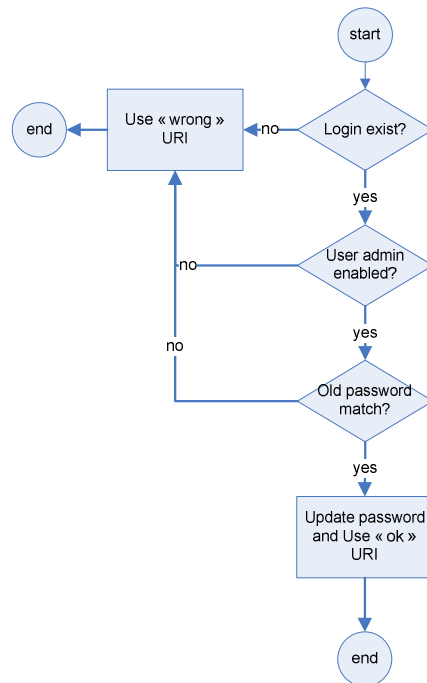 start
Login exist?
no
Use « wrong »
URI
end
yes
User admin
enabled?
no
yes
Old password
match?
no
yes
Update password
and Use « ok »
URI
end